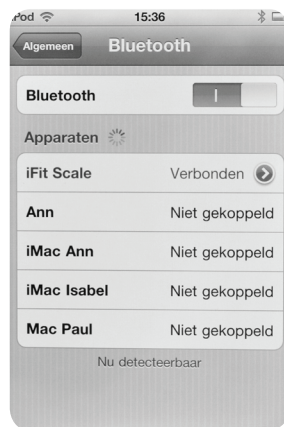 iPod 15:36
Algemeen Bluetooth
Bluetooth
Apparaten
iFit Scale Verbonden
Ann Niet gekoppeld
iMac Ann Niet gekoppeld
iMac Isabel Niet gekoppeld
Mac Paul Niet gekoppeld
Nu detecteerbaar